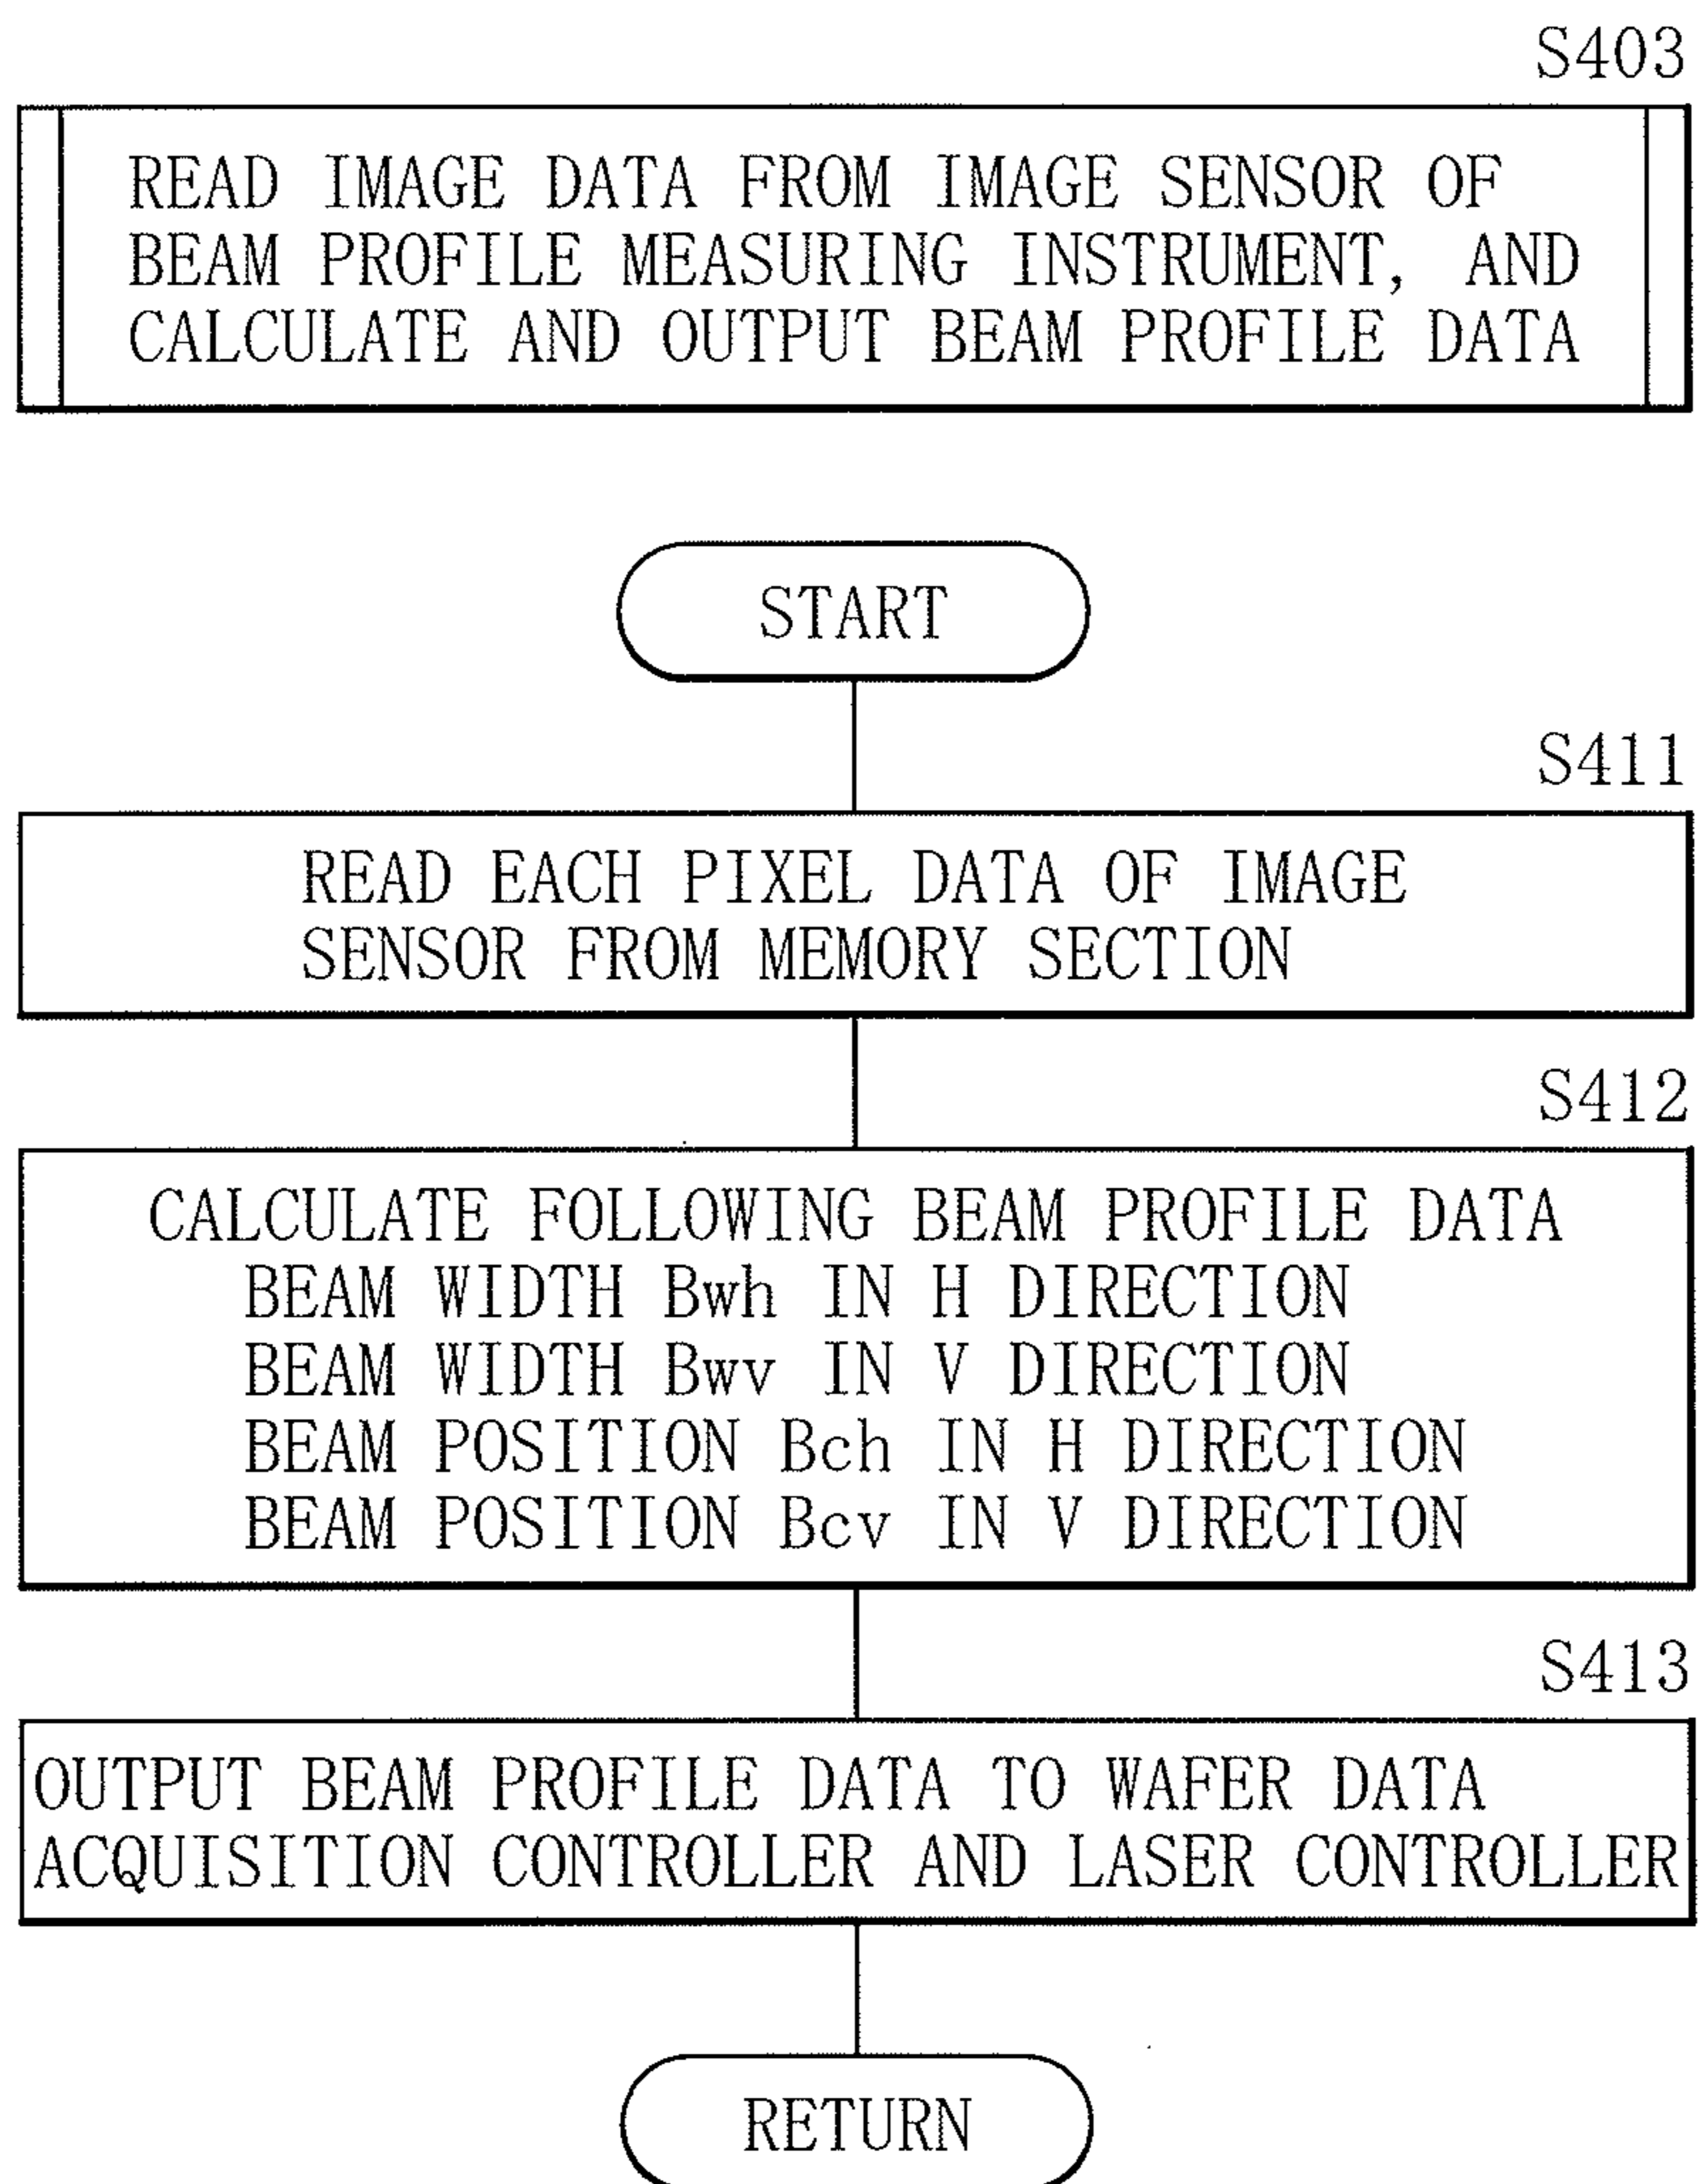 S403
READ IMAGE DATA FROM IMAGE SENSOR OF
BEAM PROFILE MEASURING INSTRUMENT, AND
CALCULATE AND OUTPUT BEAM PROFILE DATA
START
S411
READ EACH PIXEL DATA OF IMAGE
SENSOR FROM MEMORY SECTION
S412
CALCULATE FOLLOWING BEAM PROFILE DATA
BEAM WIDTH Bwh IN H DIRECTION
BEAM WIDTH Bwv IN V DIRECTION
BEAM POSITION Bch IN H DIRECTION
BEAM POSITION Bcv IN V DIRECTION
S413
OUTPUT BEAM PROFILE DATA TO WAFER DATA
ACQUISITION CONTROLLER AND LASER CONTROLLER
RETURN